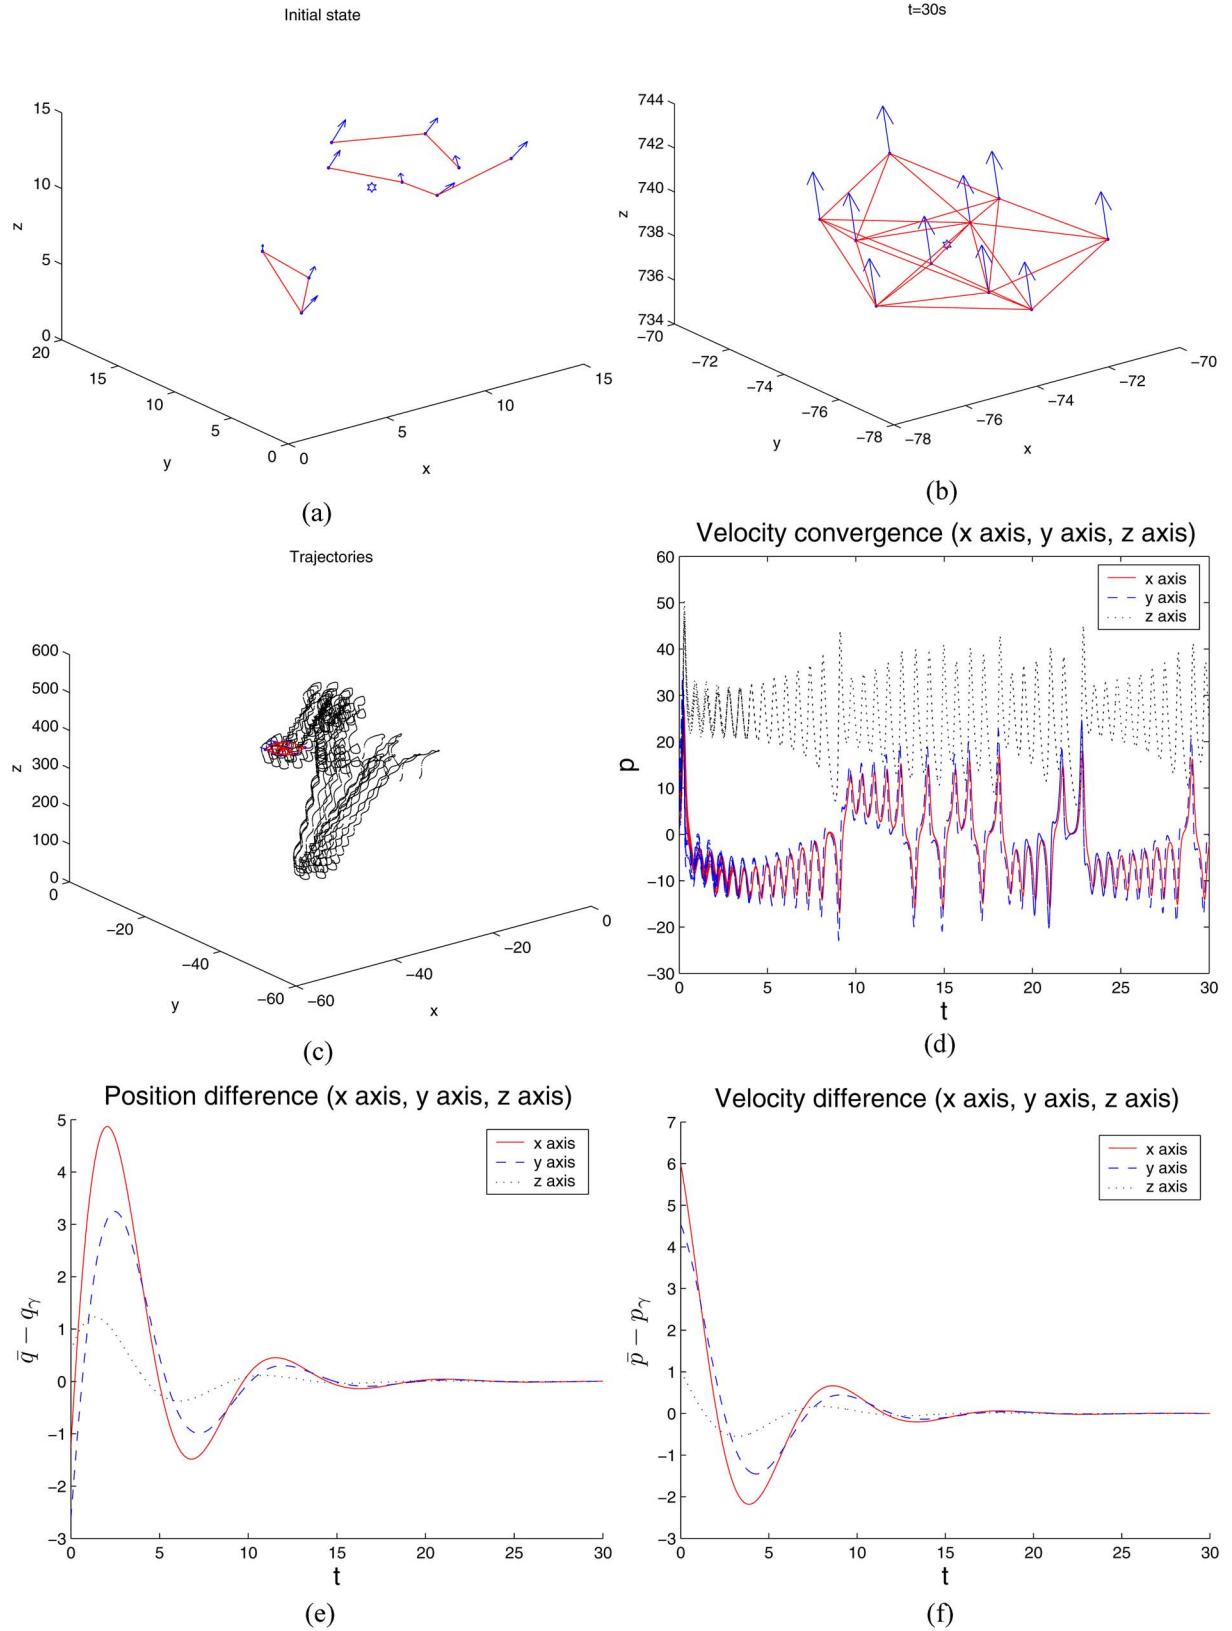 Initial state
15
10
5
0
20
15
10
5
0
0
5
10
15
z
y
x
(a)
t=30s
744
742
740
738
736
734
−70
−72
−74
−76
−78
−78
−76
−74
−72
−70
z
y
x
(b)
Trajectories
600
500
400
300
200
100
0
0
−20
−40
−60
−60
−40
−20
0
z
y
x
(c)
Velocity convergence (x axis, y axis, z axis)
60
50
40
30
20
10
0
−10
−20
−30
p
x axis
y axis
z axis
0 5 10 15 20 25 30
t
(d)
Position difference (x axis, y axis, z axis)
5
4
3
2
1
0
−1
−2
−3
q̄ − qγ
x axis
y axis
z axis
0 5 10 15 20 25 30
t
(e)
Velocity difference (x axis, y axis, z axis)
7
6
5
4
3
2
1
0
−1
−2
−3
p̄ − pγ
x axis
y axis
z axis
0 5 10 15 20 25 30
t
(f)